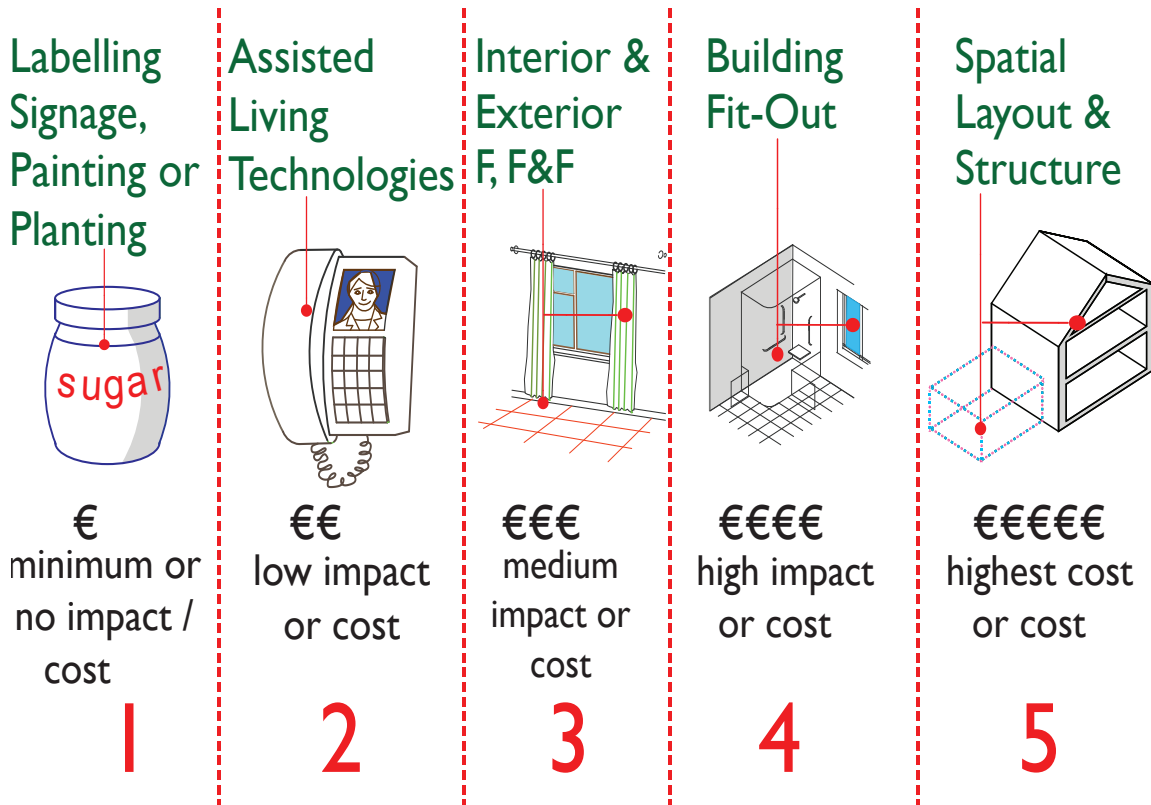 Labelling
Signage,
Painting or
Planting
sugar
€
minimum or
no impact /
cost
1
Assisted
Living
Technologies
€€
low impact
or cost
2
Interior &
Exterior
F, F&F
€€€
medium
impact or
cost
3
Building
Fit-Out
€€€€
high impact
or cost
4
Spatial
Layout &
Structure
€€€€€
highest cost
or cost
5